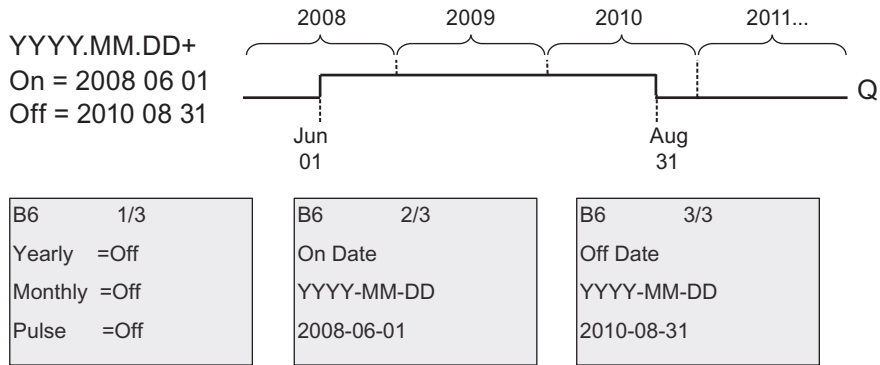 2008 2009 2010 2011...
YYYY.MM.DD+
On = 2008 06 01
Off = 2010 08 31
Q
Jun
01
Aug
31
B6 1/3
Yearly =Off
Monthly =Off
Pulse =Off
B6 2/3
On Date
YYYY-MM-DD
2008-06-01
B6 3/3
Off Date
YYYY-MM-DD
2010-08-31